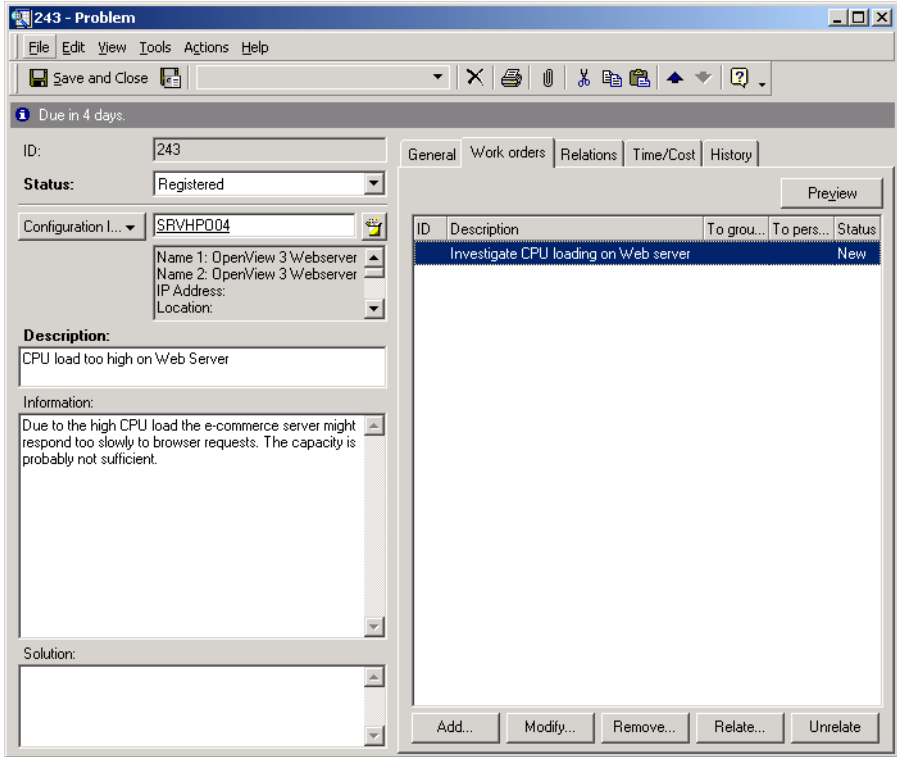 243 - Problem
File Edit View Tools Actions Help
Save and Close
Due in 4 days.
ID: 243
Status: Registered
Configuration I...
SRVHP004
Name 1: OpenView 3 Webserver
Name 2: OpenView 3 Webserver
IP Address:
Location:
Description:
CPU load too high on Web Server
Information:
Due to the high CPU load the e-commerce server might
respond too slowly to browser requests. The capacity is
probably not sufficient.
Solution:
General Work orders Relations Time/Cost History
Preview
ID Description To grou... To pers... Status
Investigate CPU loading on Web server New
Add... Modify... Remove... Relate... Unrelate